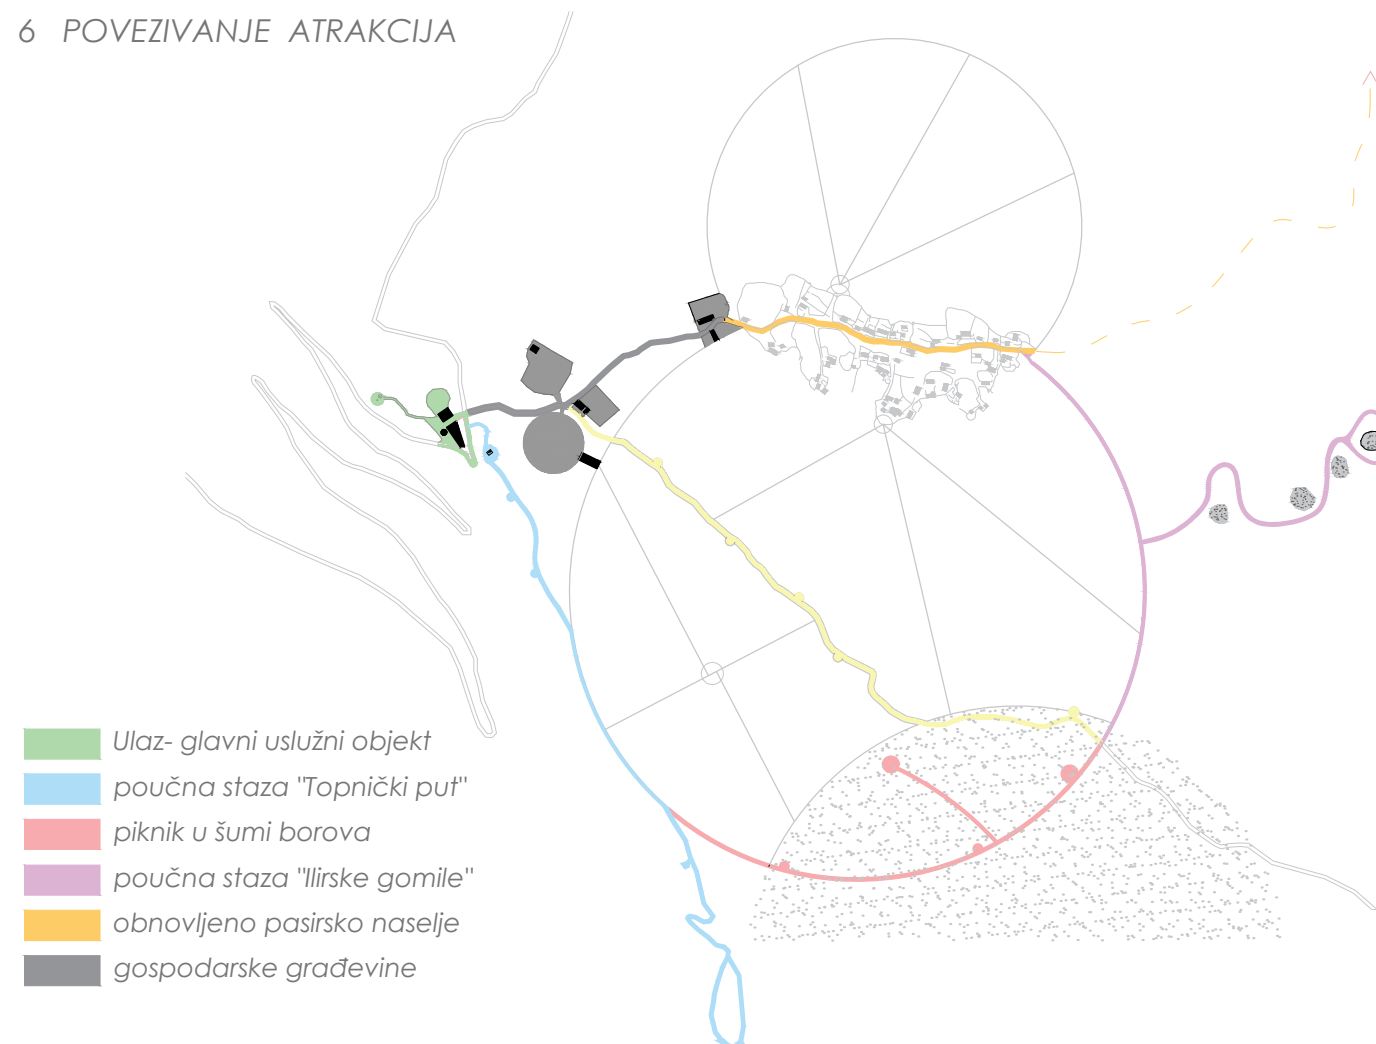 6 POVEZIVANJE ATRAKCIJA
Ulaz- glavni uslužni objekt
poučna staza "Topnički put"
piknik u šumi borova
poučna staza "Ilirske gomile"
obnovljeno pasirsko naselje
gospodarske građevine